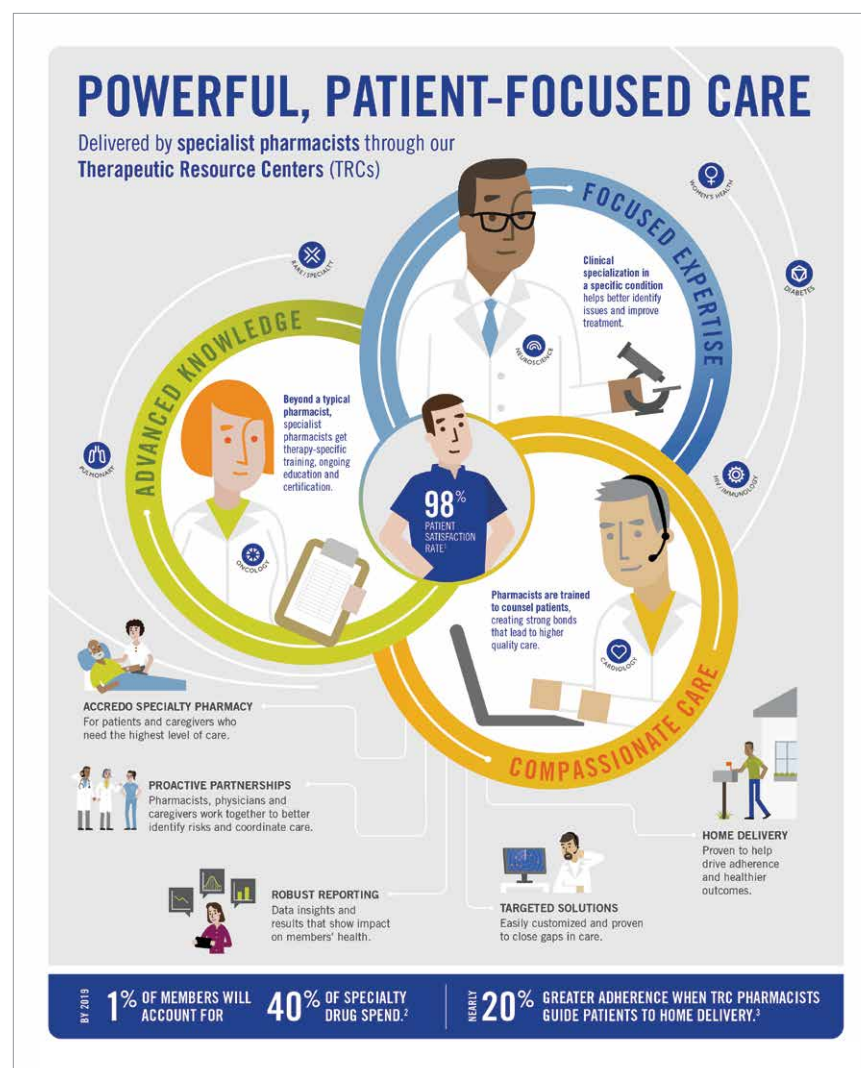 POWERFUL, PATIENT-FOCUSED CARE
Delivered by specialist pharmacists through our
Therapeutic Resource Centers (TRCs)
WOMEN'S HEALTH
RARE / SPECIALTY
DIABETES
PULMONARY
HIV / IMMUNOLOGY
FOCUSED EXPERTISE
Clinical
specialization in
a specific condition
helps better identify
issues and improve
treatment.
NEUROSCIENCE
ADVANCED KNOWLEDGE
Beyond a typical
pharmacist,
specialist
pharmacists get
therapy-specific
training, ongoing
education and
certification.
ONCOLOGY
98%
PATIENT
SATISFACTION
RATE¹
Pharmacists are trained
to counsel patients,
creating strong bonds
that lead to higher
quality care.
CARDIOLOGY
COMPASSIONATE CARE
ACCREDO SPECIALTY PHARMACY
For patients and caregivers who
need the highest level of care.
PROACTIVE PARTNERSHIPS
Pharmacists, physicians and
caregivers work together to better
identify risks and coordinate care.
ROBUST REPORTING
Data insights and
results that show impact
on members' health.
TARGETED SOLUTIONS
Easily customized and proven
to close gaps in care.
HOME DELIVERY
Proven to help
drive adherence
and healthier
outcomes.
BY 2019
1% OF MEMBERS WILL
ACCOUNT FOR
40% OF SPECIALTY
DRUG SPEND.²
NEARLY
20% GREATER ADHERENCE WHEN TRC PHARMACISTS
GUIDE PATIENTS TO HOME DELIVERY.³